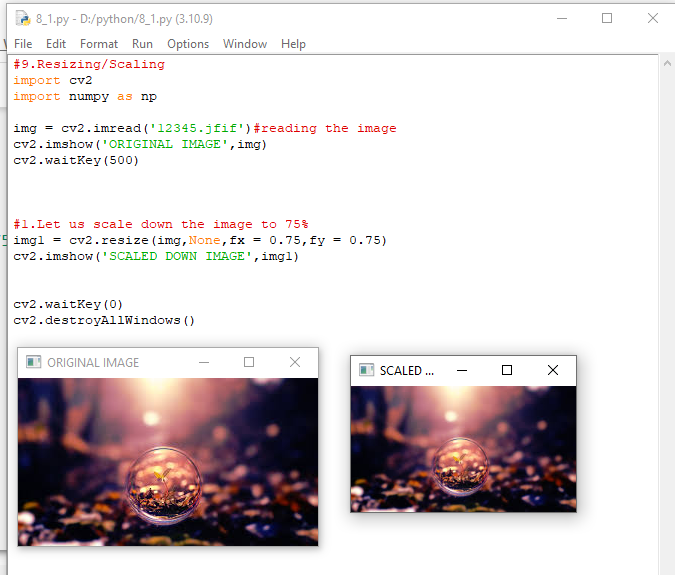 8_1.py - D:/python/8_1.py (3.10.9)
File Edit Format Run Options Window Help
#9.Resizing/Scaling
import cv2
import numpy as np
img = cv2.imread('12345.jfif')#reading the image
cv2.imshow('ORIGINAL IMAGE',img)
cv2.waitKey(500)
#1.Let us scale down the image to 75%
img1 = cv2.resize(img,None,fx = 0.75,fy = 0.75)
cv2.imshow('SCALED DOWN IMAGE',img1)
cv2.waitKey(0)
cv2.destroyAllWindows()
ORIGINAL IMAGE
SCALED ...